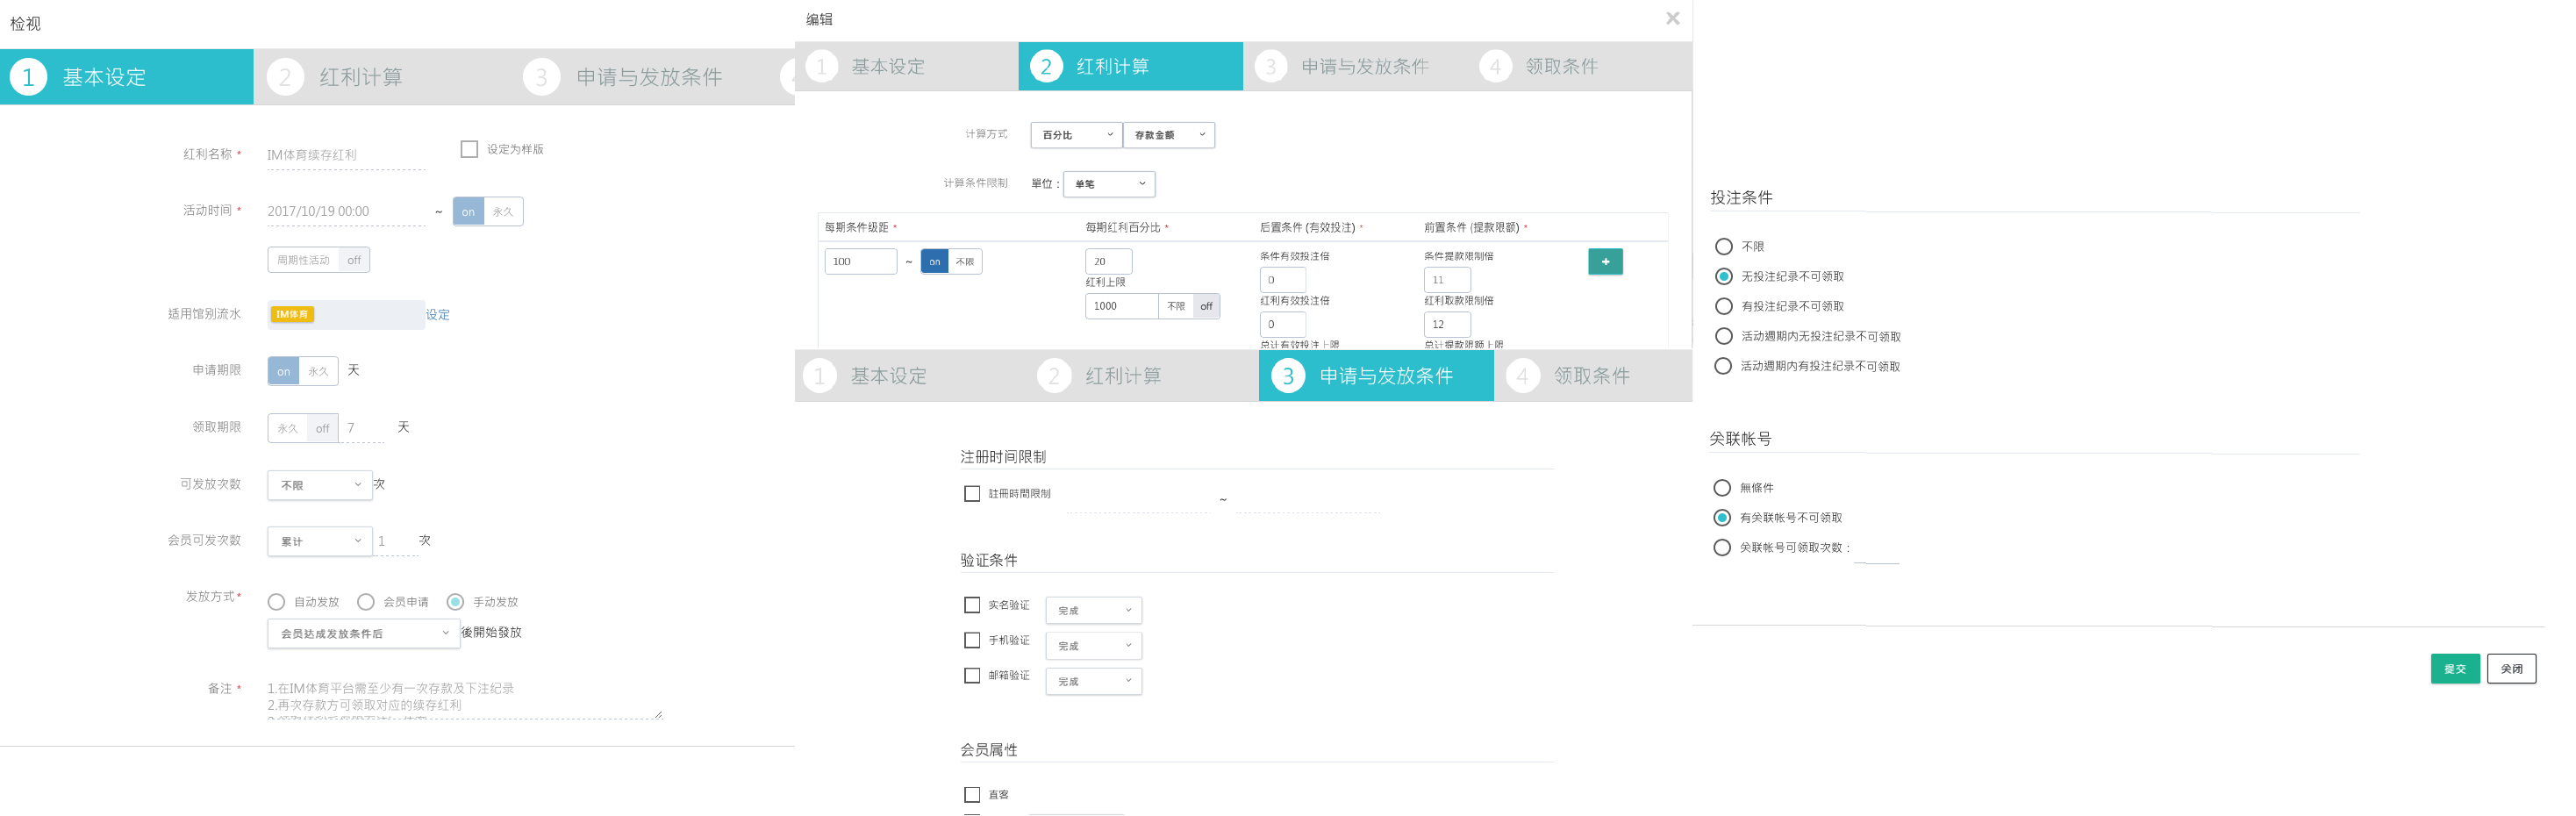 检视
1 基本设定
2 红利计算
3 申请与发放条件
红利名称 * IM体育续存红利 设定为样版
活动时间 * 2017/10/19 00:00 ~ on 永久
周期性活动 off
适用馆别流水 IM体育 设定
申请期限 on 永久 天
领取期限 永久 off 7 天
可发放次数 不限 次
会员可发次数 累计 1 次
发放方式 * 自动发放 会员申请 手动发放
会员达成发放条件后 後開始發放
备注 * 1.在IM体育平台需至少有一次存款及下注纪录
2.再次存款方可领取对应的续存红利
编辑
1 基本设定 2 红利计算 3 申请与发放条件 4 领取条件
计算方式 百分比 存款金额
计算条件限制 單位 : 单笔
每期条件级距 * 每期红利百分比 * 后置条件 (有效投注) * 前置条件 (提款限额) *
100 ~ on 不限 20 条件有效投注倍 条件提款限制倍 +
0 11
红利上限 红利有效投注倍 红利取款限制倍
1000 不限 off 0 12
总计有效投注上限 总计提款限额上限
1 基本设定 2 红利计算 3 申请与发放条件 4 领取条件
注册时间限制
註冊時間限制 ~
验证条件
实名验证 完成
手机验证 完成
邮箱验证 完成
会员属性
直客
投注条件
不限
无投注纪录不可领取
有投注纪录不可领取
活动週期内无投注纪录不可领取
活动週期内有投注纪录不可领取
关联帐号
無條件
有关联帐号不可领取
关联帐号可领取次数 :
提交 关闭